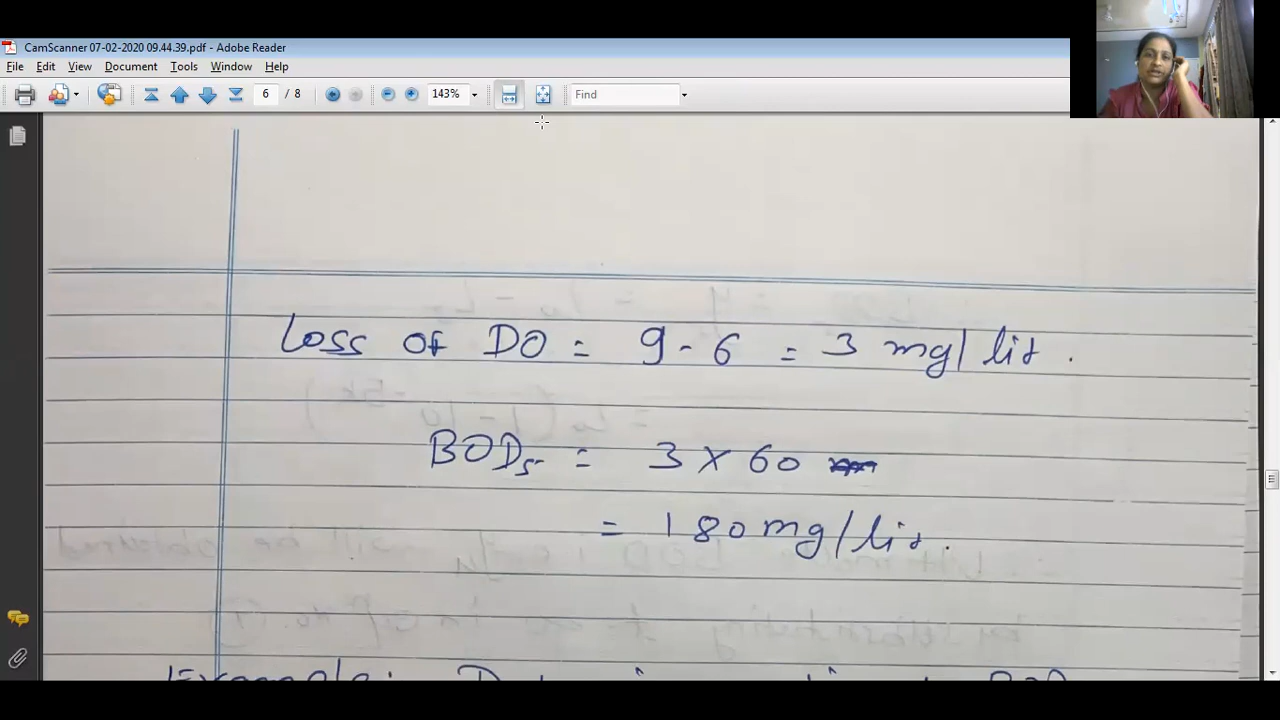 CamScanner 07-02-2020 09.44.39.pdf - Adobe Reader
File Edit View Document Tools Window Help
6 / 8 143% Find
Loss of DO = 9 - 6 = 3 mg/lit.
BOD5 = 3 × 60
= 180 mg/lit.
Example: